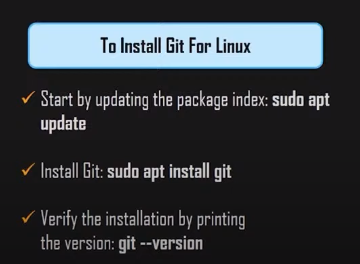 To Install Git For Linux
Start by updating the package index: sudo apt
update
Install Git: sudo apt install git
Verify the installation by printing
the version: git --version